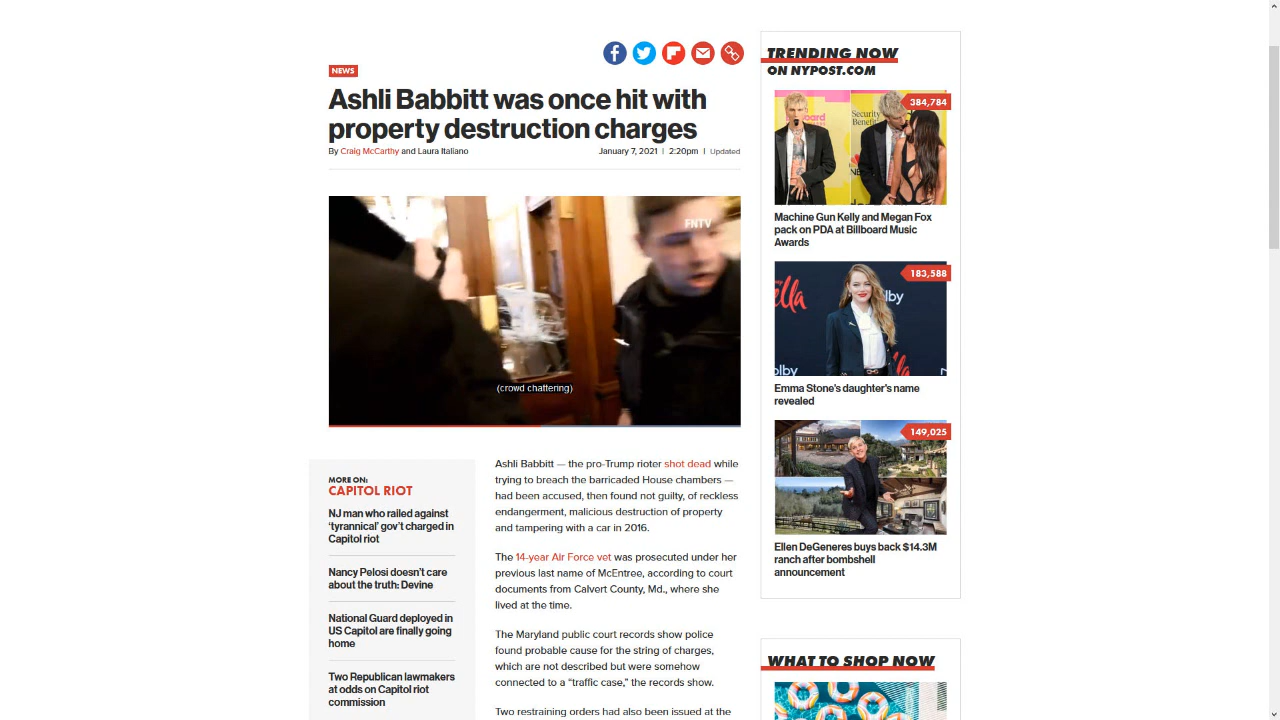 NEWS
Ashli Babbitt was once hit with
property destruction charges
By Craig McCarthy and Laura Italiano
January 7, 2021 | 2:20pm | Updated
FNTV
(crowd chattering)
MORE ON:
CAPITOL RIOT
NJ man who railed against
‘tyrannical’ gov’t charged in
Capitol riot
Nancy Pelosi doesn’t care
about the truth: Devine
National Guard deployed in
US Capitol are finally going
home
Two Republican lawmakers
at odds on Capitol riot
commission
Ashli Babbitt — the pro-Trump rioter shot dead while
trying to breach the barricaded House chambers —
had been accused, then found not guilty, of reckless
endangerment, malicious destruction of property
and tampering with a car in 2016.
The 14-year Air Force vet was prosecuted under her
previous last name of McEntree, according to court
documents from Calvert County, Md., where she
lived at the time.
The Maryland public court records show police
found probable cause for the string of charges,
which are not described but were somehow
connected to a “traffic case,” the records show.
Two restraining orders had also been issued at the
TRENDING NOW
ON NYPOST.COM
384,784
Security
Benefit
Machine Gun Kelly and Megan Fox
pack on PDA at Billboard Music
Awards
183,588
lla
lby
olby
Emma Stone’s daughter’s name
revealed
149,025
Ellen DeGeneres buys back $14.3M
ranch after bombshell
announcement
WHAT TO SHOP NOW